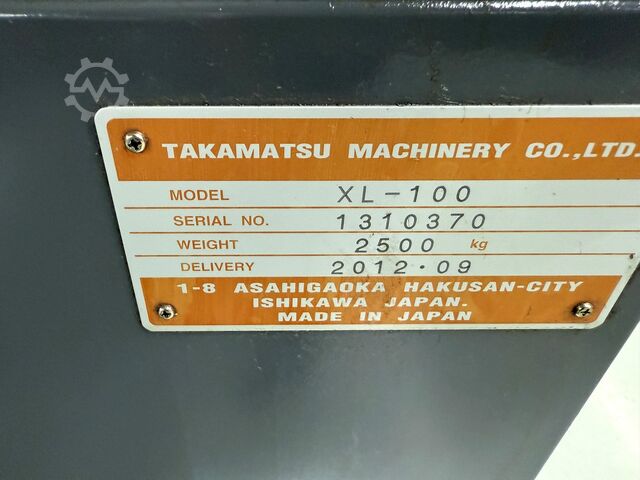 TAKAMATSU MACHINERY CO.,LTD.
MODEL XL-100
SERIAL NO. 1310370
WEIGHT 2500 kg
DELIVERY 2012·09
1-8 ASAHIGAOKA HAKUSAN-CITY
ISHIKAWA JAPAN.
MADE IN JAPAN